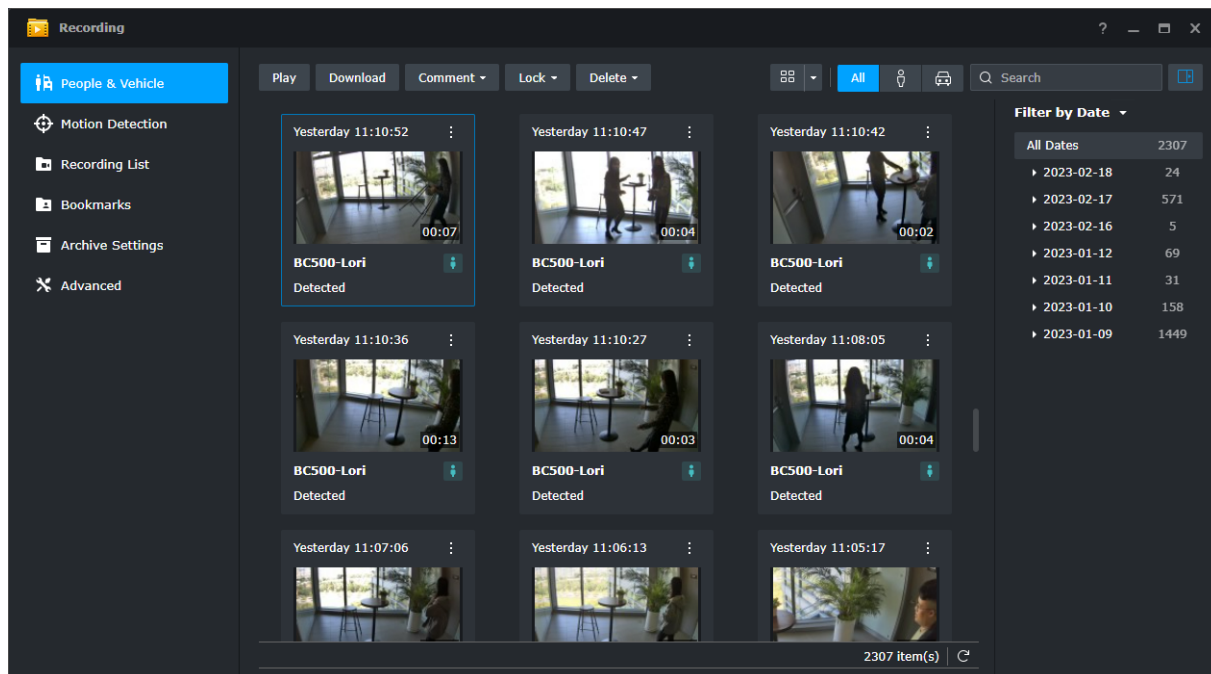 Recording
?
People & Vehicle
Motion Detection
Recording List
Bookmarks
Archive Settings
Advanced
Play Download Comment Lock Delete
All
Search
Yesterday 11:10:52
00:07
BC500-Lori
Detected
Yesterday 11:10:47
00:04
BC500-Lori
Detected
Yesterday 11:10:42
00:02
BC500-Lori
Detected
Yesterday 11:10:36
00:13
BC500-Lori
Detected
Yesterday 11:10:27
00:03
BC500-Lori
Detected
Yesterday 11:08:05
00:04
BC500-Lori
Detected
Yesterday 11:07:06
Yesterday 11:06:13
Yesterday 11:05:17
2307 item(s)
Filter by Date
All Dates 2307
2023-02-18 24
2023-02-17 571
2023-02-16 5
2023-01-12 69
2023-01-11 31
2023-01-10 158
2023-01-09 1449